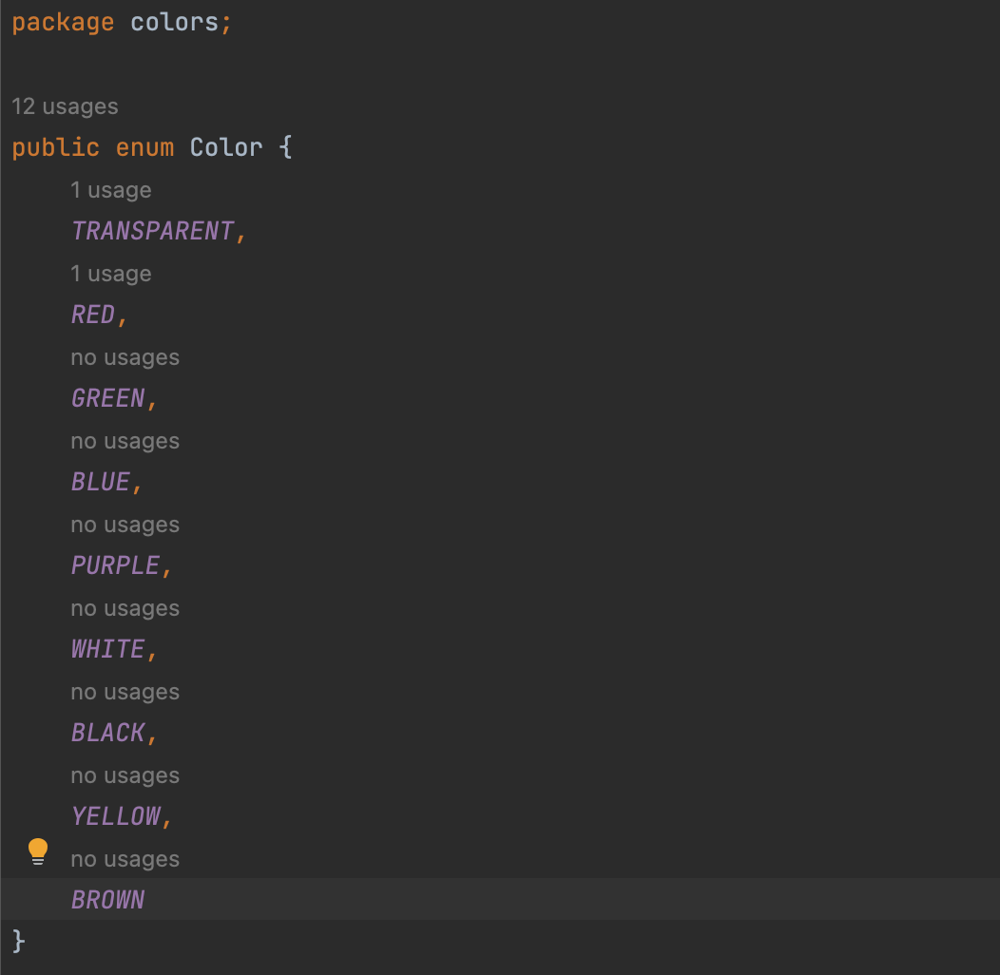 package colors;
12 usages
public enum Color {
1 usage
TRANSPARENT,
1 usage
RED,
no usages
GREEN,
no usages
BLUE,
no usages
PURPLE,
no usages
WHITE,
no usages
BLACK,
no usages
YELLOW,
no usages
BROWN
}